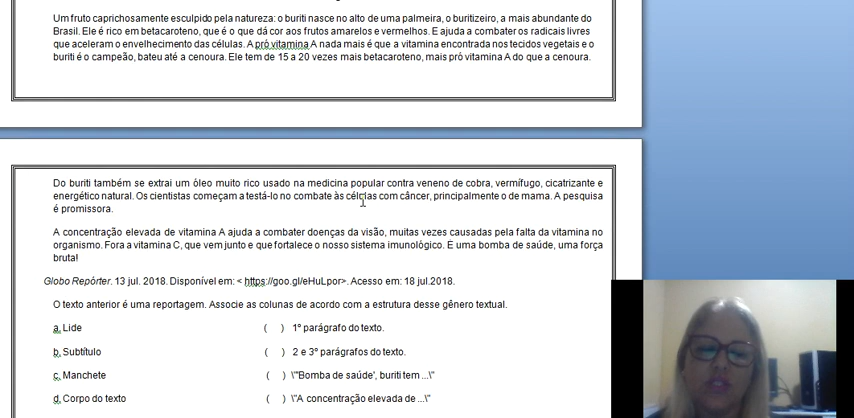 Um fruto caprichosamente esculpido pela natureza: o buriti nasce no alto de uma palmeira, o buritizeiro, a mais abundante do
Brasil. Ele é rico em betacaroteno, que é o que dá cor aos frutos amarelos e vermelhos. E ajuda a combater os radicais livres
que aceleram o envelhecimento das células. A pró vitamina A nada mais é que a vitamina encontrada nos tecidos vegetais e o
buriti é o campeão, bateu até a cenoura. Ele tem de 15 a 20 vezes mais betacaroteno, mais pró vitamina A do que a cenoura.
Do buriti também se extrai um óleo muito rico usado na medicina popular contra veneno de cobra, vermífugo, cicatrizante e
energético natural. Os cientistas começam a testá-lo no combate às células com câncer, principalmente o de mama. A pesquisa
é promissora.
A concentração elevada de vitamina A ajuda a combater doenças da visão, muitas vezes causadas pela falta da vitamina no
organismo. Fora a vitamina C, que vem junto e que fortalece o nosso sistema imunológico. É uma bomba de saúde, uma força
bruta!
Globo Repórter. 13 jul. 2018. Disponível em: < https://goo.gl/eHuLpor>. Acesso em: 18 jul.2018.
O texto anterior é uma reportagem. Associe as colunas de acordo com a estrutura desse gênero textual.
a. Lide ( ) 1º parágrafo do texto.
b. Subtítulo ( ) 2 e 3º parágrafos do texto.
c. Manchete ( ) \"'Bomba de saúde', buriti tem ...\"
d. Corpo do texto ( ) \"A concentração elevada de ...\"